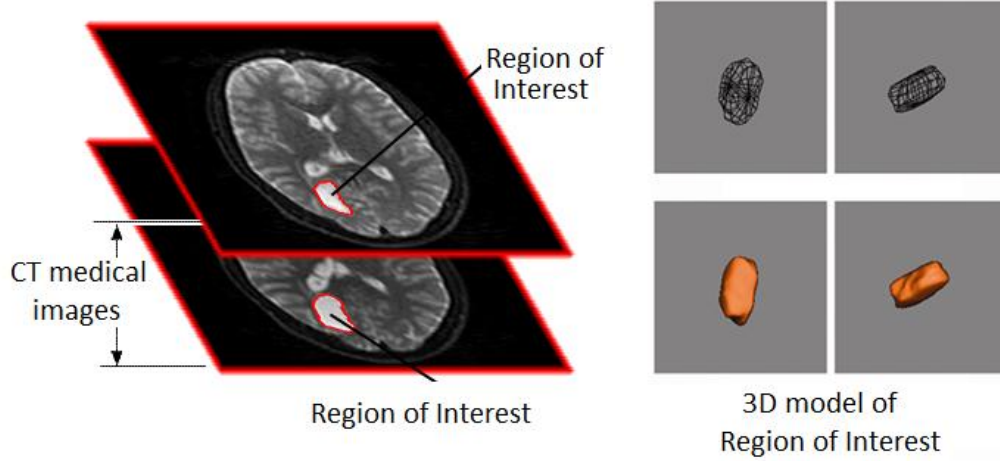 Region of
Interest
CT medical
images
Region of Interest
3D model of
Region of Interest